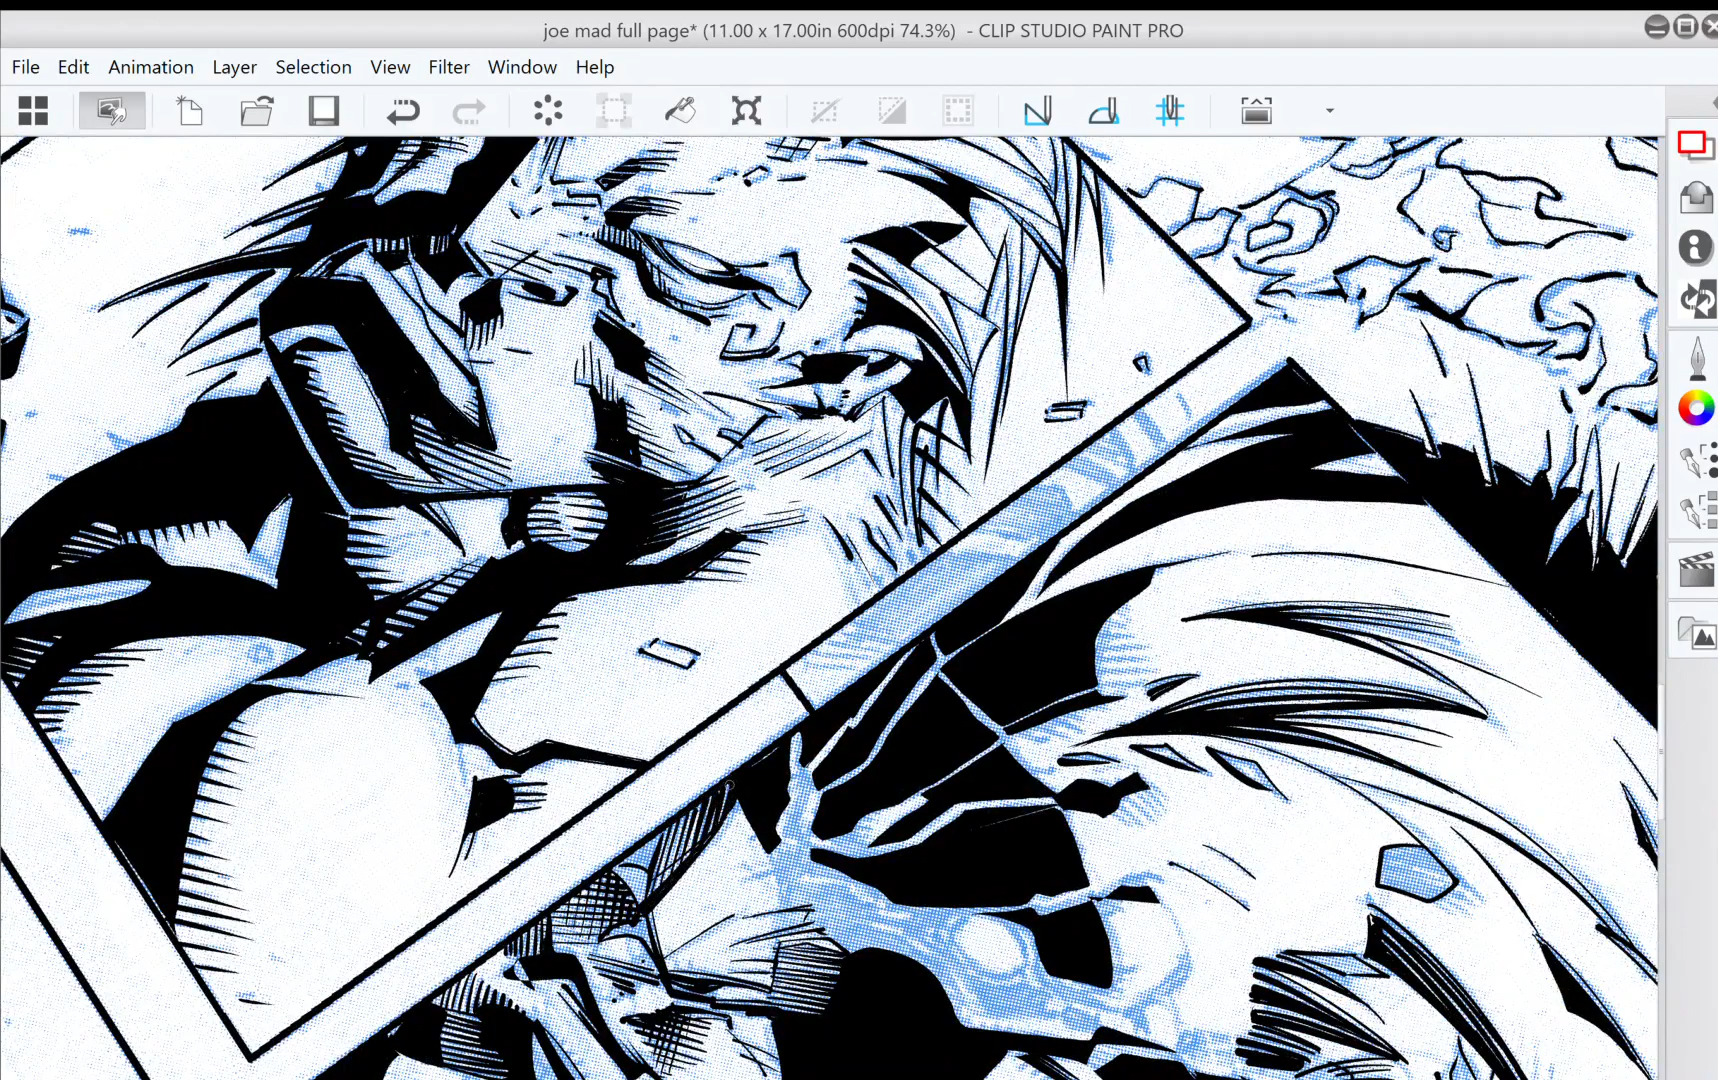 joe mad full page* (11.00 x 17.00in 600dpi 74.3%) - CLIP STUDIO PAINT PRO
File Edit Animation Layer Selection View Filter Window Help